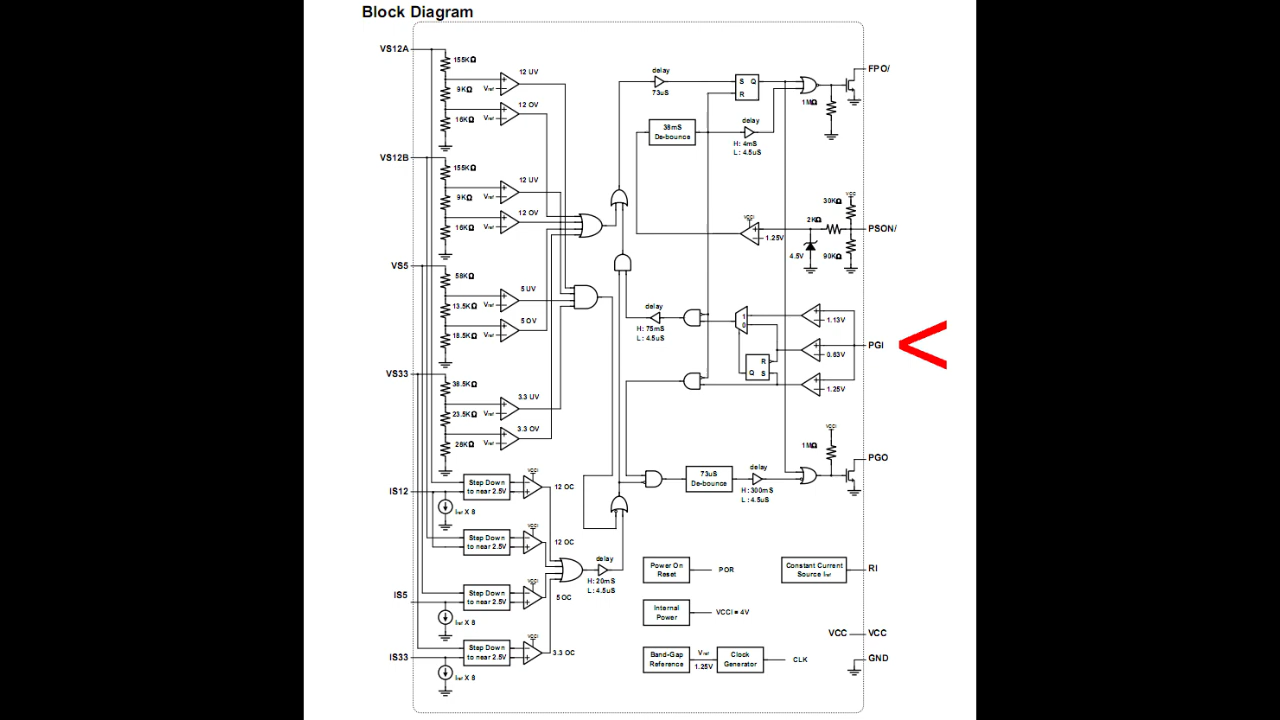 Block Diagram
VS12A
155KΩ
12 UV
9KΩ
Vref
12 OV
16KΩ
Vref
VS12B
155KΩ
12 UV
9KΩ
Vref
12 OV
16KΩ
Vref
VS5
58KΩ
5 UV
13.5KΩ
Vref
5 OV
18.5KΩ
Vref
VS33
38.5KΩ
3.3 UV
23.5KΩ
Vref
3.3 OV
28KΩ
Vref
IS12
Step Down
to near 2.5V
VCCI
12 OC
Iref X 8
Step Down
to near 2.5V
VCCI
12 OC
IS5
Step Down
to near 2.5V
VCCI
5 OC
Iref X 8
IS33
Step Down
to near 2.5V
VCCI
3.3 OC
Iref X 8
delay
H: 20mS
L: 4.5uS
delay
73uS
S Q
R
1MΩ
FPO/
38mS
De-bounce
delay
H: 4mS
L: 4.5uS
VCCI
1.25V
VCC
30KΩ
2KΩ
PSON/
4.5V
90KΩ
delay
H: 75mS
L: 4.5uS
1
0
1.13V
0.63V
PGI
<
R
Q S
1.25V
73uS
De-bounce
delay
H: 300mS
L: 4.5uS
VCCI
1MΩ
PGO
Power On
Reset
POR
Constant Current
Source Iref
RI
Internal
Power
VCCI = 4V
VCC
VCC
Band-Gap
Reference
Vref
1.25V
Clock
Generator
CLK
GND